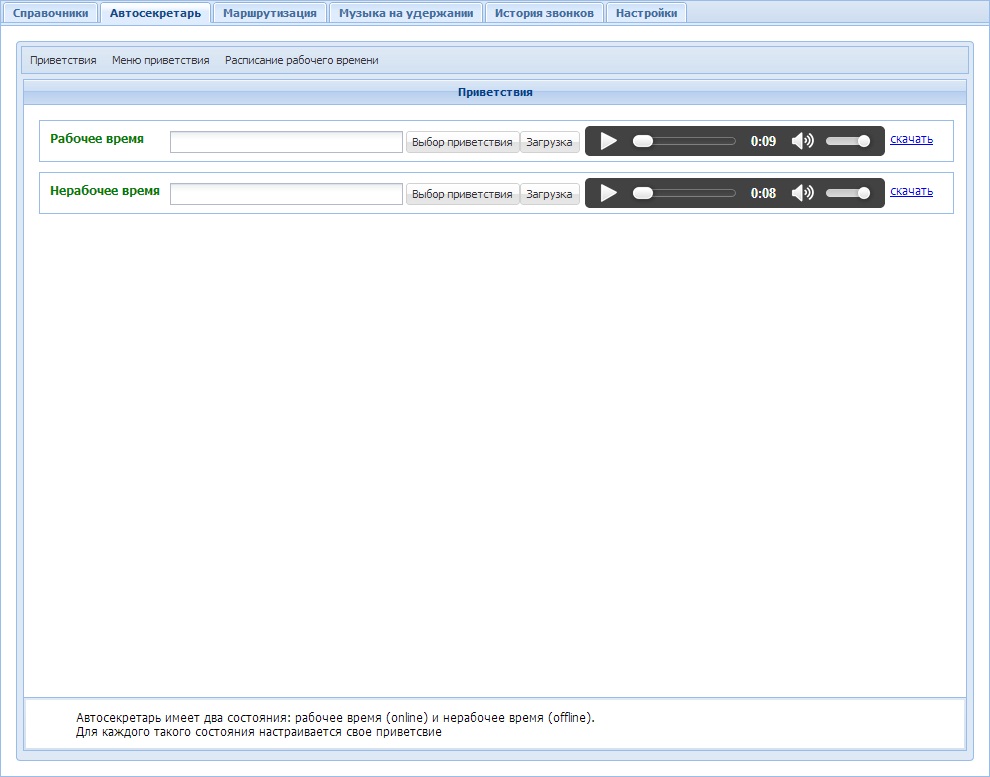 Справочники Автосекретарь Маршрутизация Музыка на удержании История звонков Настройки
Приветствия Меню приветствия Расписание рабочего времени
Приветствия
Рабочее время Выбор приветствия Загрузка 0:09 скачать
Нерабочее время Выбор приветствия Загрузка 0:08 скачать
Автосекретарь имеет два состояния: рабочее время (online) и нерабочее время (offline).
Для каждого такого состояния настраивается свое приветсвие